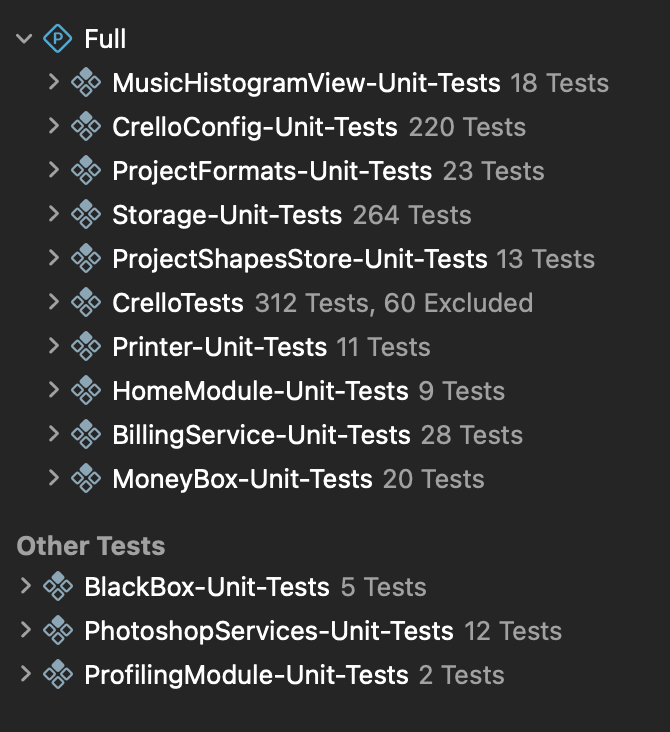 Full
MusicHistogramView-Unit-Tests 18 Tests
CrelloConfig-Unit-Tests 220 Tests
ProjectFormats-Unit-Tests 23 Tests
Storage-Unit-Tests 264 Tests
ProjectShapesStore-Unit-Tests 13 Tests
CrelloTests 312 Tests, 60 Excluded
Printer-Unit-Tests 11 Tests
HomeModule-Unit-Tests 9 Tests
BillingService-Unit-Tests 28 Tests
MoneyBox-Unit-Tests 20 Tests
Other Tests
BlackBox-Unit-Tests 5 Tests
PhotoshopServices-Unit-Tests 12 Tests
ProfilingModule-Unit-Tests 2 Tests